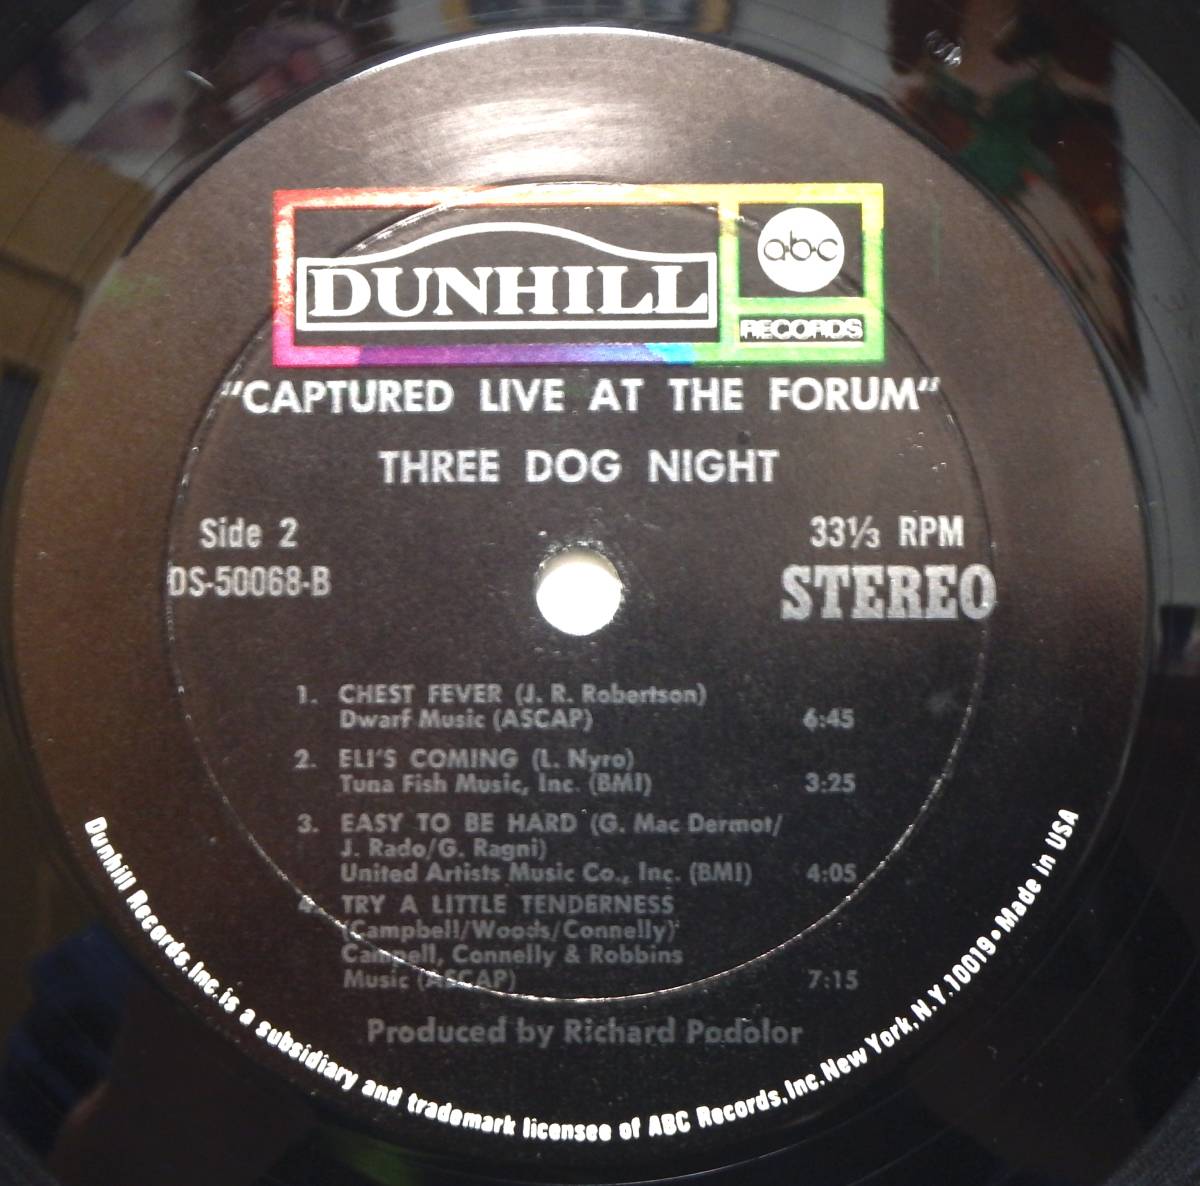 DUNHILL
abc
RECORDS
“CAPTURED LIVE AT THE FORUM“
THREE DOG NIGHT
Side 2
33⅓ RPM
DS-50068-B
STEREO
1. CHEST FEVER (J. R. Robertson)
Dwarf Music (ASCAP) 6:45
2. ELI'S COMING (L. Nyro)
Tuna Fish Music, Inc. (BMI) 3:25
3. EASY TO BE HARD (G. Mac Dermot/
J. Rado/G. Ragni)
United Artists Music Co., Inc. (BMI) 4:05
4. TRY A LITTLE TENDERNESS
(Campbell/Woods/Connelly)
Campell, Connelly & Robbins
Music (ASCAP) 7:15
Produced by Richard Podolor
Dunhill Records, Inc. is a subsidiary and trademark licensee of ABC Records, Inc. New York, N.Y. 10019 • Made in USA